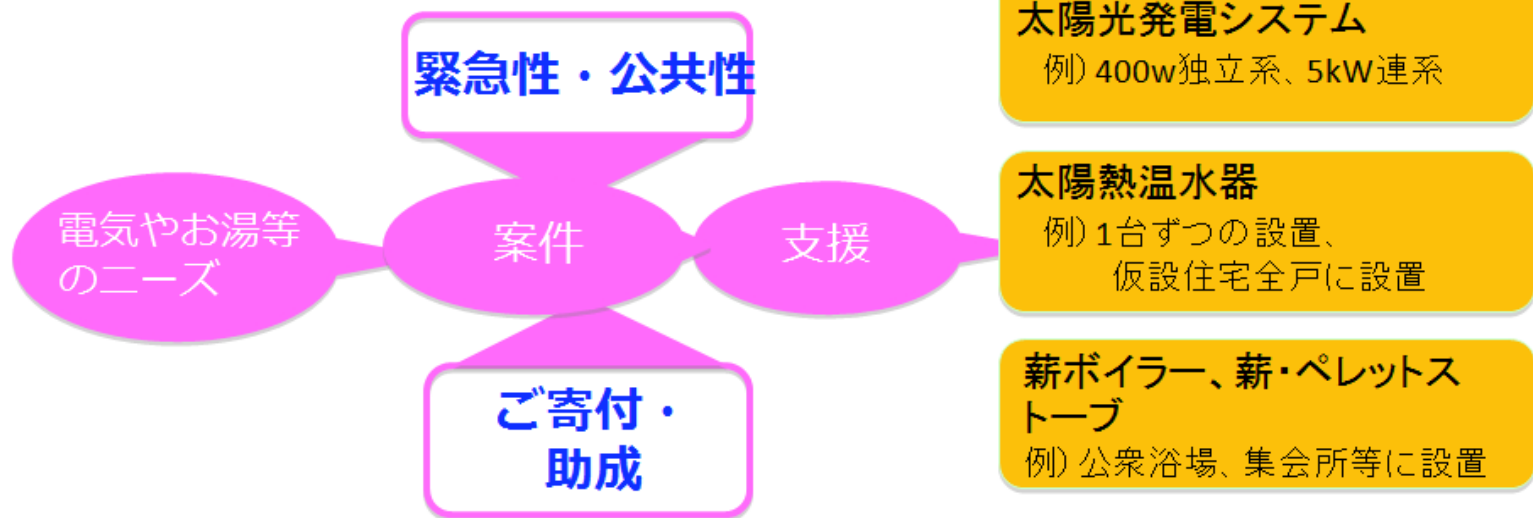 緊急性・公共性
電気やお湯等
のニーズ
案件
支援
ご寄付・
助成
太陽光発電システム
例）400w独立系、5kW連系
太陽熱温水器
例）1台ずつの設置、
仮設住宅全戸に設置
薪ボイラー、薪・ペレットス
トーブ
例）公衆浴場、集会所等に設置